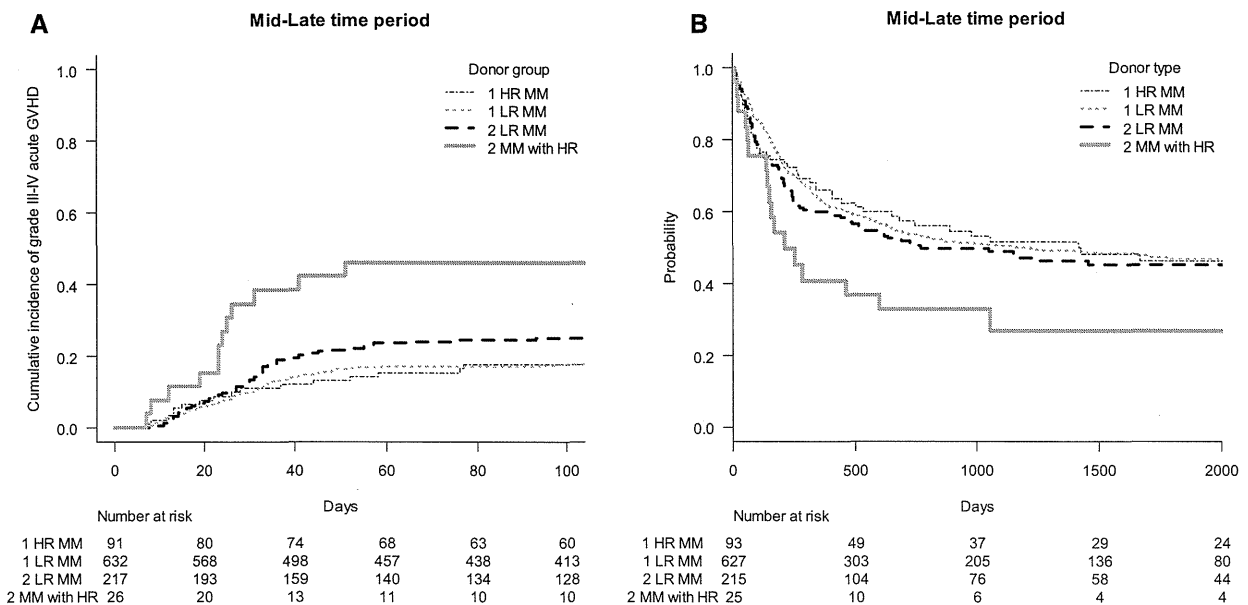 A
Mid-Late time period
Cumulative incidence of grade III-IV acute GVHD
1.0
0.8
0.6
0.4
0.2
0.0
Donor group
1 HR MM
1 LR MM
2 LR MM
2 MM with HR
0 20 40 60 80 100
Days
Number at risk
1 HR MM 91 80 74 68 63 60
1 LR MM 632 568 498 457 438 413
2 LR MM 217 193 159 140 134 128
2 MM with HR 26 20 13 11 10 10
B
Mid-Late time period
Probability
1.0
0.8
0.6
0.4
0.2
0.0
Donor type
1 HR MM
1 LR MM
2 LR MM
2 MM with HR
0 500 1000 1500 2000
Days
Number at risk
1 HR MM 93 49 37 29 24
1 LR MM 627 303 205 136 80
2 LR MM 215 104 76 58 44
2 MM with HR 25 10 6 4 4